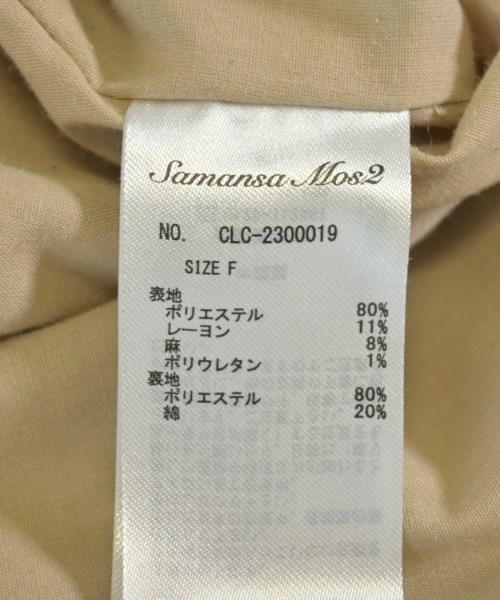 Samansa Mos2
NO. CLC-2300019
SIZE F
表地
ポリエステル 80%
レーヨン 11%
麻 8%
ポリウレタン 1%
裏地
ポリエステル 80%
綿 20%